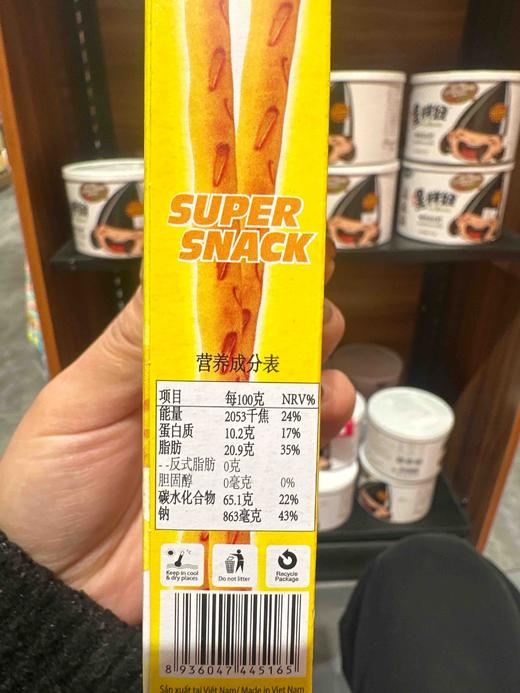 SUPER
SNACK
营养成分表
项目 每100克 NRV%
能量 2053千焦 24%
蛋白质 10.2克 17%
脂肪 20.9克 35%
--反式脂肪 0克
胆固醇 0毫克 0%
碳水化合物 65.1克 22%
钠 863毫克 43%
°C
Keep in cool
& dry places
Do not litter
Recycle
Package
8 936047 445165
Sản xuất tại Việt Nam/ Made in Viet Nam